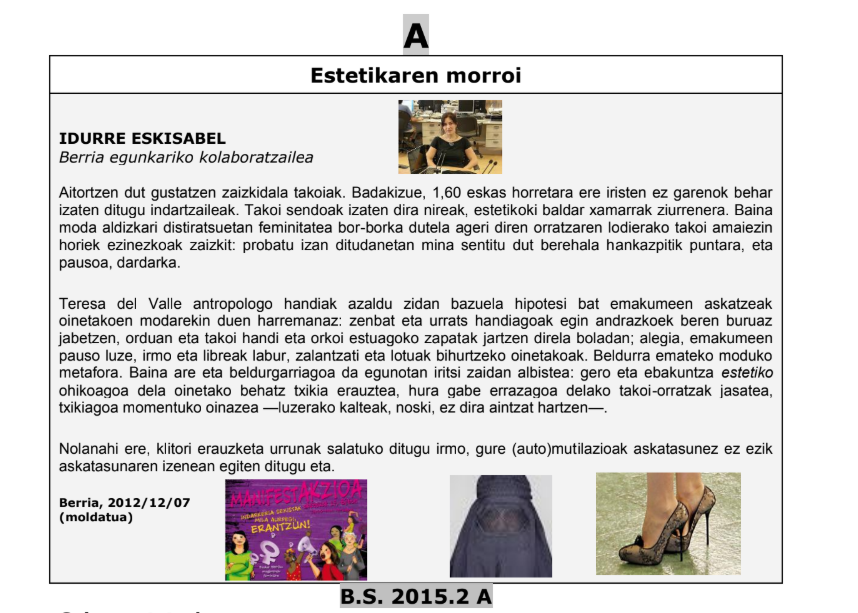 A
Estetikaren morroi
IDURRE ESKISABEL
Berria egunkariko kolaboratzailea
Aitortzen dut gustatzen zaizkidala takoiak. Badakizue, 1,60 eskas horretara ere iristen ez garenok behar
izaten ditugu indartzaileak. Takoi sendoak izaten dira nireak, estetikoki baldar xamarrak ziurrenera. Baina
moda aldizkari distiratsuetan feminitatea bor-borka dutela ageri diren orratzaren lodierako takoi amaiezin
horiek ezinezkoak zaizkit: probatu izan ditudanetan mina sentitu dut berehala hankazpitik puntara, eta
pausoa, dardarka.
Teresa del Valle antropologo handiak azaldu zidan bazuela hipotesi bat emakumeen askatzeak
oinetakoen modarekin duen harremanaz: zenbat eta urrats handiagoak egin andrazkoek beren buruaz
jabetzen, orduan eta takoi handi eta orkoi estuagoko zapatak jartzen direla boladan; alegia, emakumeen
pauso luze, irmo eta libreak labur, zalantzati eta lotuak bihurtzeko oinetakoak. Beldurra emateko moduko
metafora. Baina are eta beldurgarriagoa da egunotan iritsi zaidan albistea: gero eta ebakuntza estetiko
ohikoagoa dela oinetako behatz txikia erauztea, hura gabe errazagoa delako takoi-orratzak jasatea,
txikiagoa momentuko oinazea —luzerako kalteak, noski, ez dira aintzat hartzen—.
Nolanahi ere, klitori erauzketa urrunak salatuko ditugu irmo, gure (auto)mutilazioak askatasunez ez ezik
askatasunaren izenean egiten ditugu eta.
Berria, 2012/12/07
(moldatua)
MANIFESTAKZIOA
INDARKERIA SEXISTAK
ERANTZUN!
B.S. 2015.2 A